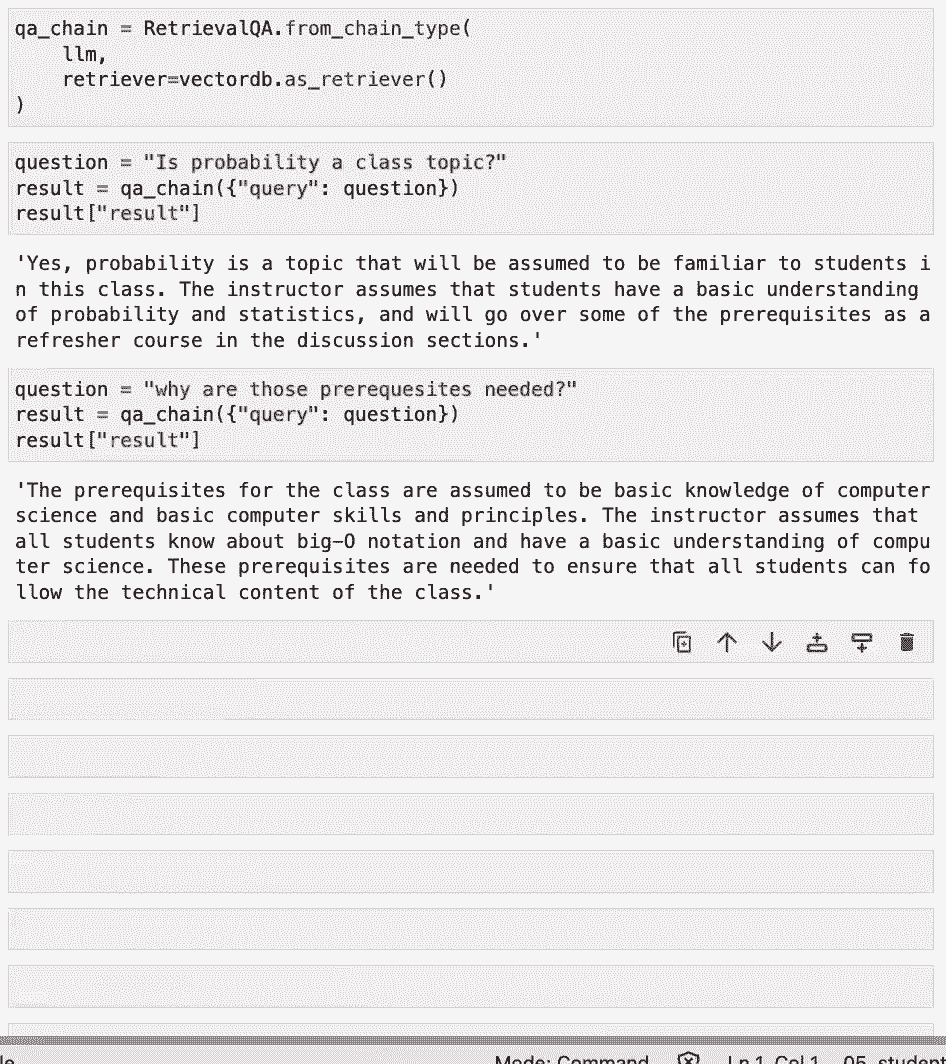 qa_chain = RetrievalQA.from_chain_type(
    llm,
    retriever=vectordb.as_retriever()
)
question = "Is probability a class topic?"
result = qa_chain({"query": question})
result["result"]
'Yes, probability is a topic that will be assumed to be familiar to students i
n this class. The instructor assumes that students have a basic understanding
of probability and statistics, and will go over some of the prerequisites as a
refresher course in the discussion sections.'
question = "why are those prerequesites needed?"
result = qa_chain({"query": question})
result["result"]
'The prerequisites for the class are assumed to be basic knowledge of computer
science and basic computer skills and principles. The instructor assumes that
all students know about big-O notation and have a basic understanding of compu
ter science. These prerequisites are needed to ensure that all students can fo
llow the technical content of the class.'
le Mode: Command Ln 1, Col 1 05_student